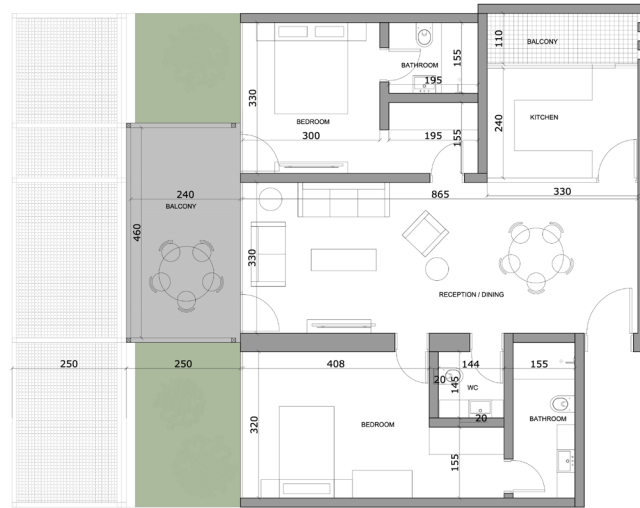 110
BALCONY
155
BATHROOM
195
330
BEDROOM
240
KITCHEN
300
195
155
240
865
330
BALCONY
460
330
RECEPTION / DINING
250
250
408
144
155
20
145
WC
320
20
BEDROOM
BATHROOM
155